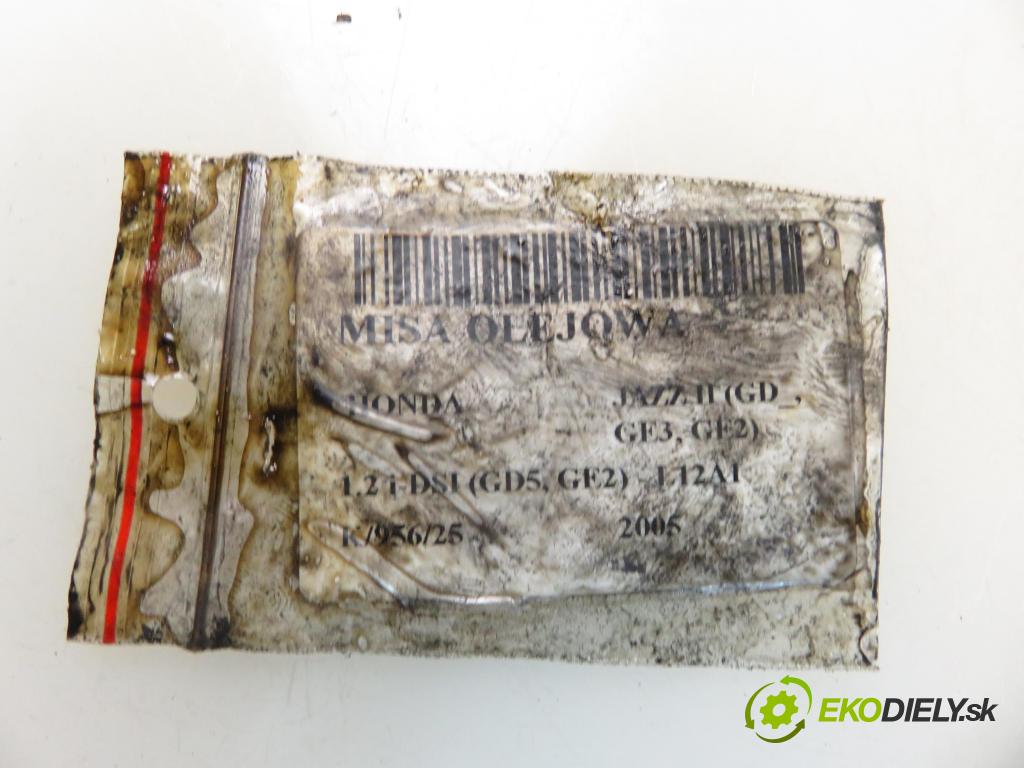 MISA OLEJOWA
HONDA JAZZ II (GD_,
GE3, GE2)
1.2 i-DSI (GD5, GE2) - L12A1
K/956/25 2005
EKODIELY.sk